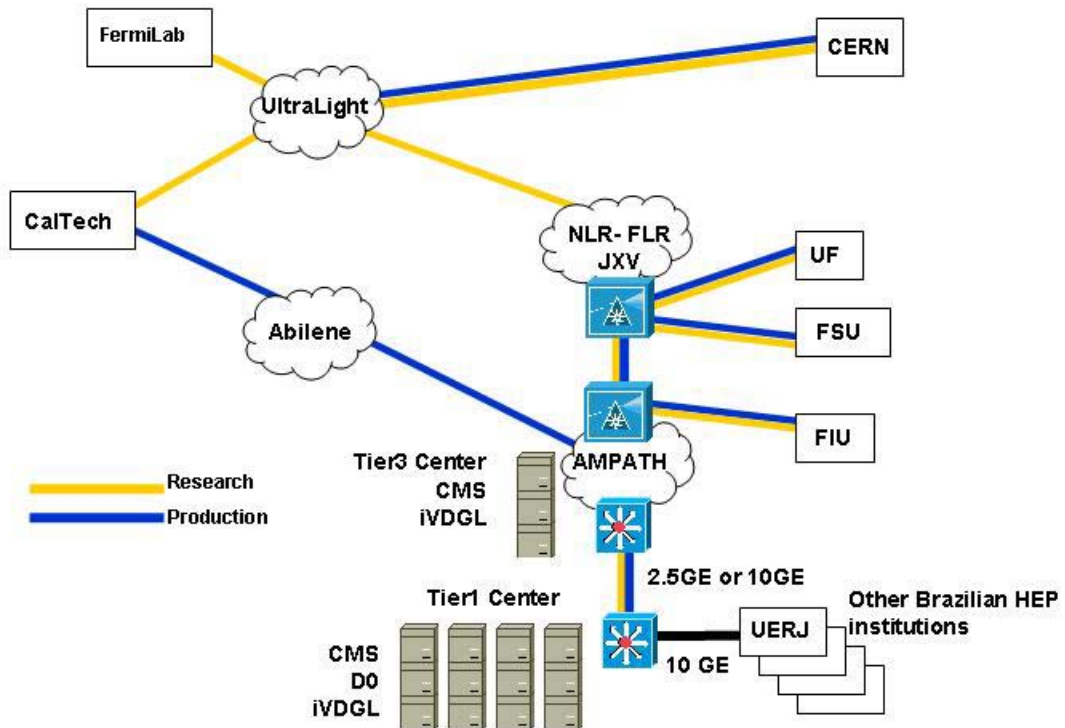 FermiLab
CERN
UltraLight
CalTech
NLR- FLR
JXV
UF
Abilene
FSU
FIU
Tier3 Center
CMS
iVDGL
AMPATH
Research
Production
2.5GE or 10GE
Tier1 Center
Other Brazilian HEP
institutions
UERJ
10 GE
CMS
D0
iVDGL